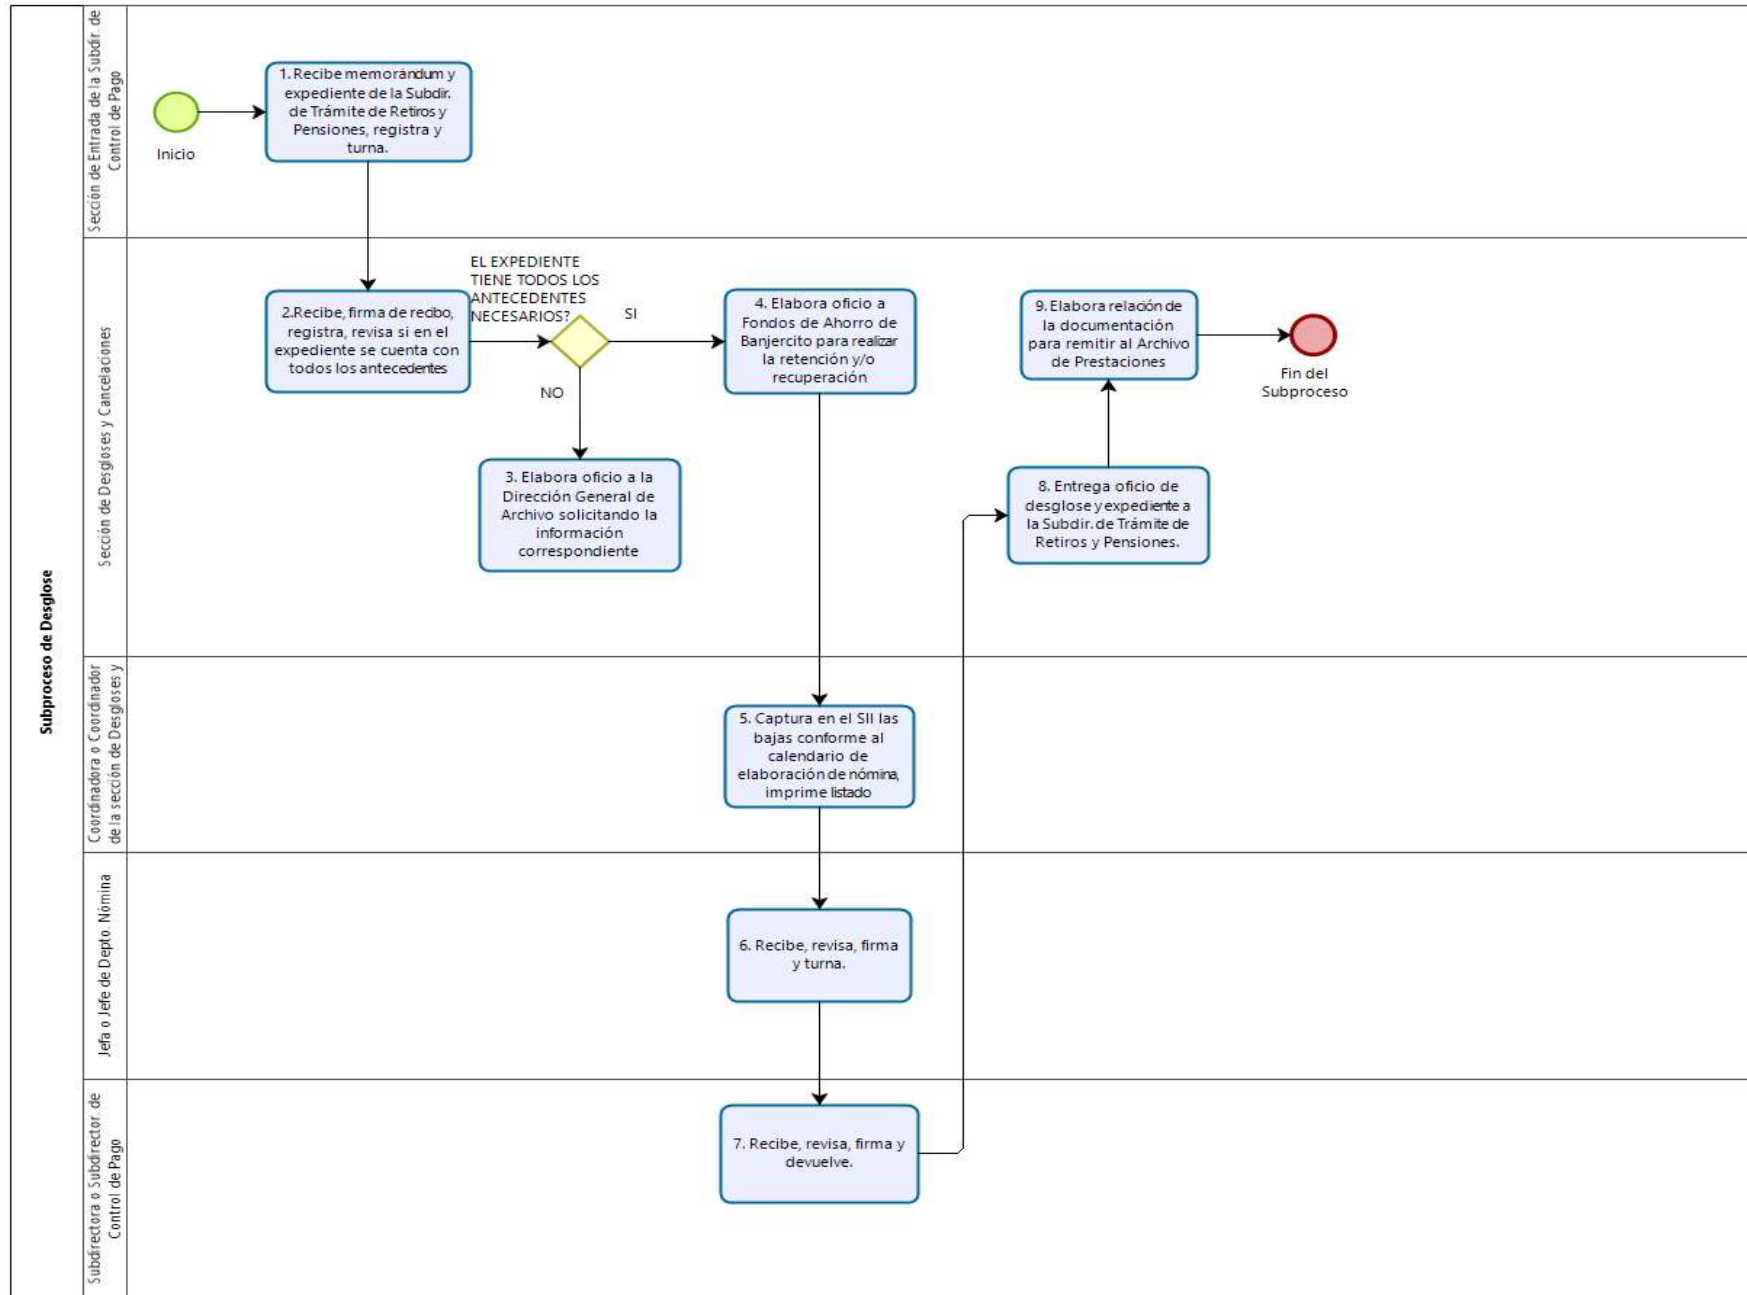 Subproceso de Desglose
Sección de Entrada de la Subdir. de
Control de Pago
Inicio
1. Recibe memorándum y
expediente de la Subdir.
de Trámite de Retiros y
Pensiones, registra y
turna.
Sección de Desgloses y Cancelaciones
2.Recibe, firma de recibo,
registra, revisa si en el
expediente se cuenta con
todos los antecedentes
EL EXPEDIENTE
TIENE TODOS LOS
ANTECEDENTES
NECESARIOS?
SI
NO
3. Elabora oficio a la
Dirección General de
Archivo solicitando la
información
correspondiente
4. Elabora oficio a
Fondos de Ahorro de
Banjercito para realizar
la retención y/o
recuperación
9. Elabora relación de
la documentación
para remitir al Archivo
de Prestaciones
Fin del
Subproceso
8. Entrega oficio de
desglose y expediente a
la Subdir. de Trámite de
Retiros y Pensiones.
Coordinadora o Coordinador
de la sección de Desgloses y
5. Captura en el SII las
bajas conforme al
calendario de
elaboración de nómina,
imprime listado
Jefa o Jefe de Depto. Nómina
6. Recibe, revisa, firma
y turna.
Subdirectora o Subdirector. de
Control de Pago
7. Recibe, revisa, firma y
devuelve.